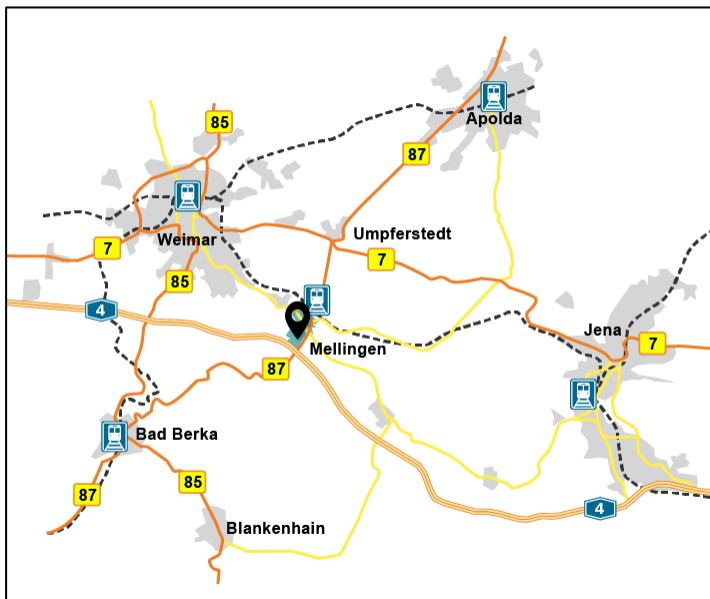 85
Apolda
87
Weimar
Umpferstedt
7
7
85
4
Jena
7
Mellingen
87
Bad Berka
85
87
4
Blankenhain